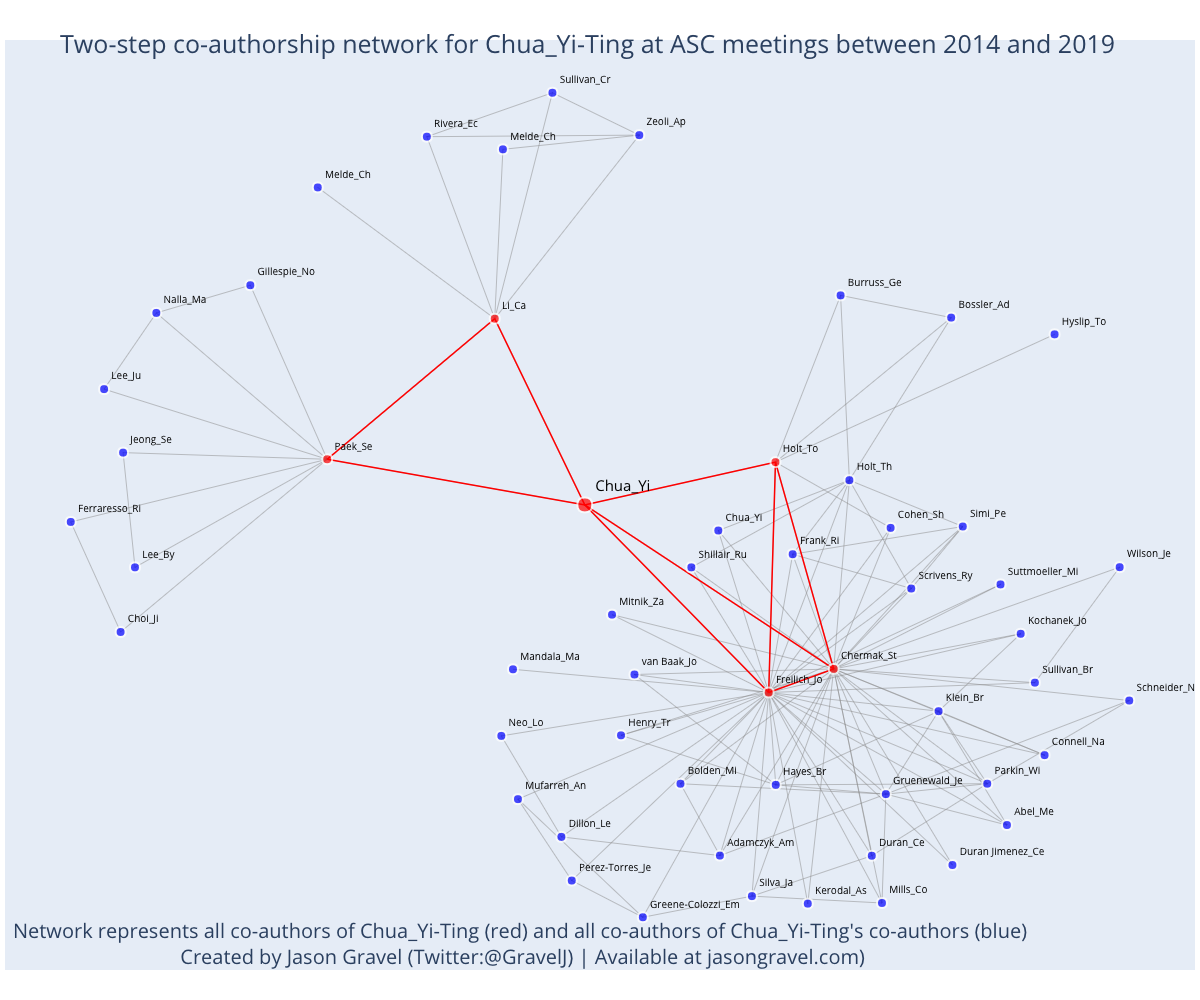 Two-step co-authorship network for Chua_Yi-Ting at ASC meetings between 2014 and 2019
Sullivan_Cr
Rivera_Ec
Zeoli_Ap
Melde_Ch
Melde_Ch
Gillespie_No
Nalla_Ma
Li_Ca
Burruss_Ge
Bossler_Ad
Hyslip_To
Lee_Ju
Jeong_Se
Paek_Se
Holt_To
Holt_Th
Chua_Yi
Ferraresso_Ri
Chua_Yi
Cohen_Sh
Simi_Pe
Lee_By
Shillair_Ru
Frank_Ri
Wilson_Je
Scrivens_Ry
Suttmoeller_Mi
Choi_Ji
Mitnik_Za
Kochanek_Jo
Mandala_Ma
van Baak_Jo
Chermak_St
Freilich_Jo
Sullivan_Br
Klein_Br
Schneider_N
Neo_Lo
Henry_Tr
Connell_Na
Bolden_Mi
Hayes_Br
Gruenewald_Je
Parkin_Wi
Mufarreh_An
Abel_Me
Dillon_Le
Adamczyk_Am
Duran_Ce
Duran Jimenez_Ce
Perez-Torres_Je
Silva_Ja
Kerodal_As
Mills_Co
Greene-Colozzi_Em
Network represents all co-authors of Chua_Yi-Ting (red) and all co-authors of Chua_Yi-Ting's co-authors (blue)
Created by Jason Gravel (Twitter:@GravelJ) | Available at jasongravel.com)